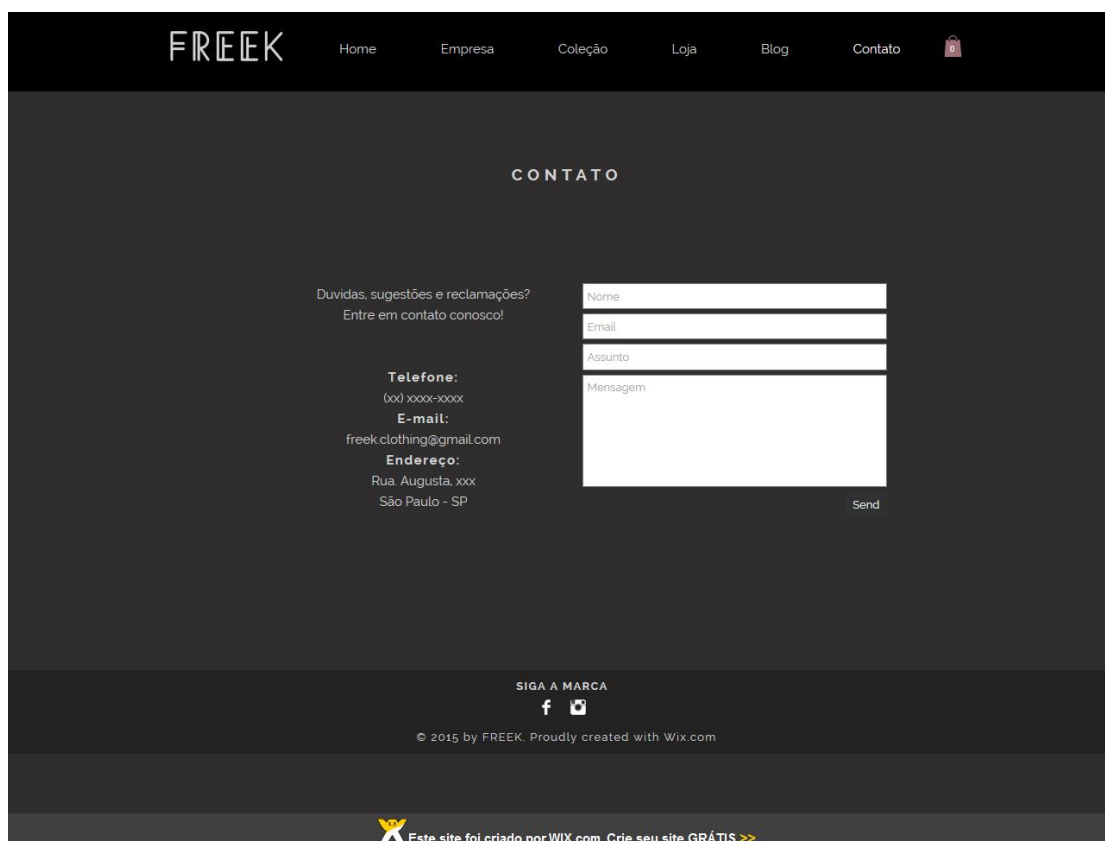 FREEK
Home Empresa Coleção Loja Blog Contato 0
CONTATO
Duvidas, sugestões e reclamações?
Entre em contato conosco!
Telefone:
(xx) xxxx-xxxx
E-mail:
freek.clothing@gmail.com
Endereço:
Rua. Augusta, xxx
São Paulo - SP
Nome
Email
Assunto
Mensagem
Send
SIGA A MARCA
© 2015 by FREEK. Proudly created with Wix.com
Este site foi criado por WIX.com. Crie seu site GRÁTIS >>